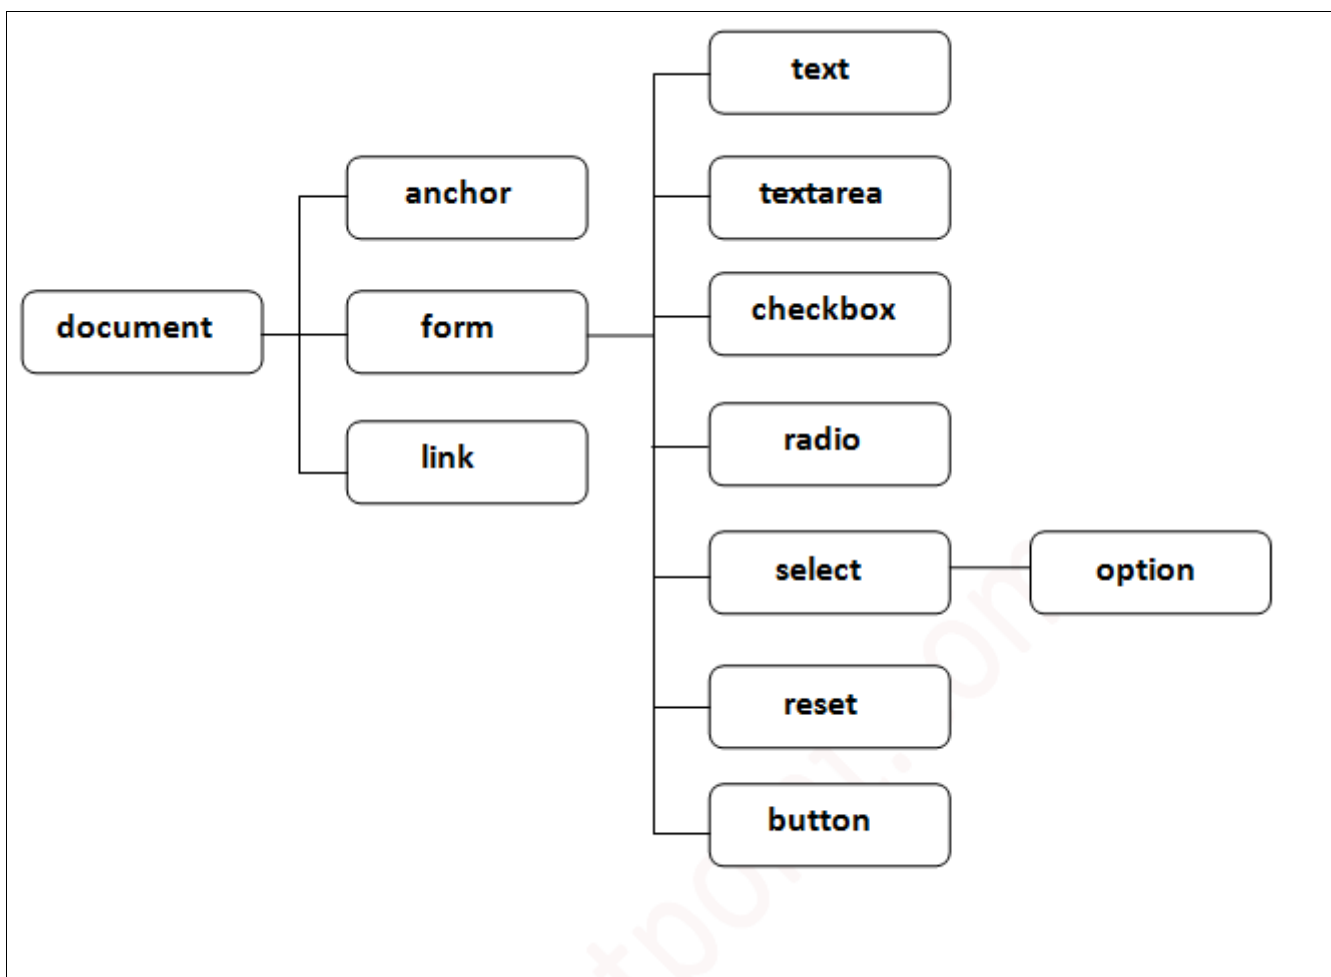 text
anchor
textarea
document
form
checkbox
link
radio
select
option
reset
button